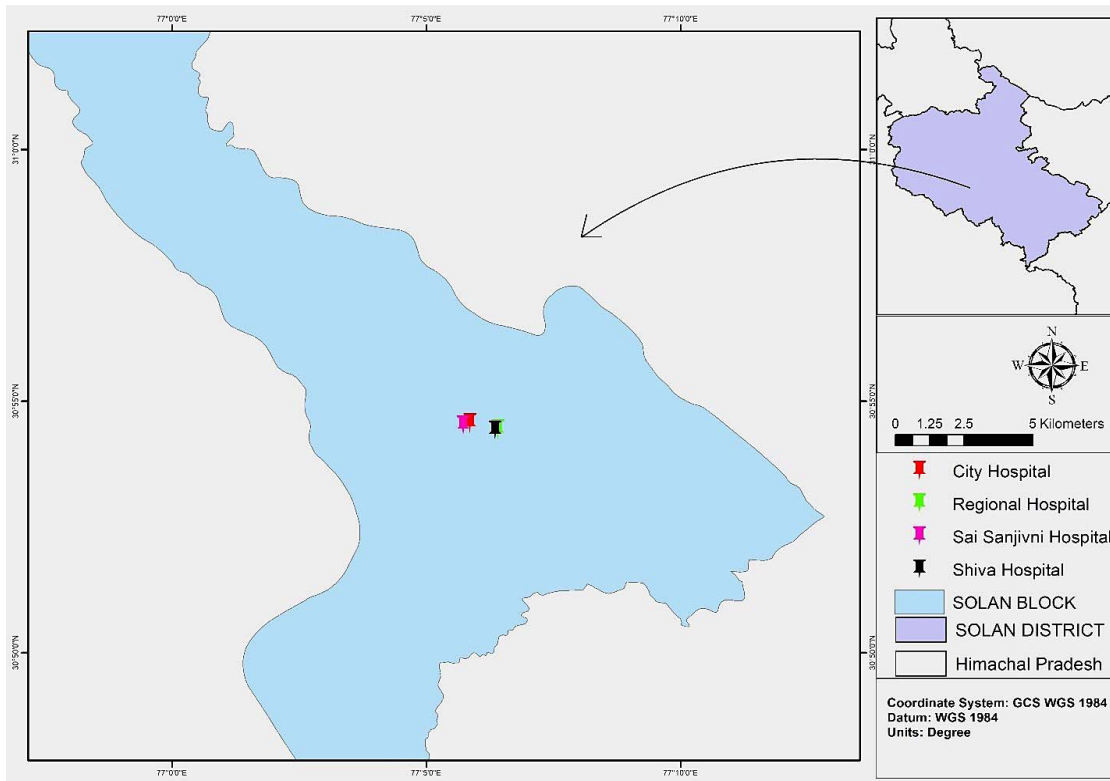 77°0'0"E
77°5'0"E
77°10'0"E
31°0'0"N
31°0'0"N
30°55'0"N
30°55'0"N
30°50'0"N
30°50'0"N
77°0'0"E
77°5'0"E
77°10'0"E
N
W E
S
0 1.25 2.5 5 Kilometers
City Hospital
Regional Hospital
Sai Sanjivni Hospital
Shiva Hospital
SOLAN BLOCK
SOLAN DISTRICT
Himachal Pradesh
Coordinate System: GCS WGS 1984
Datum: WGS 1984
Units: Degree